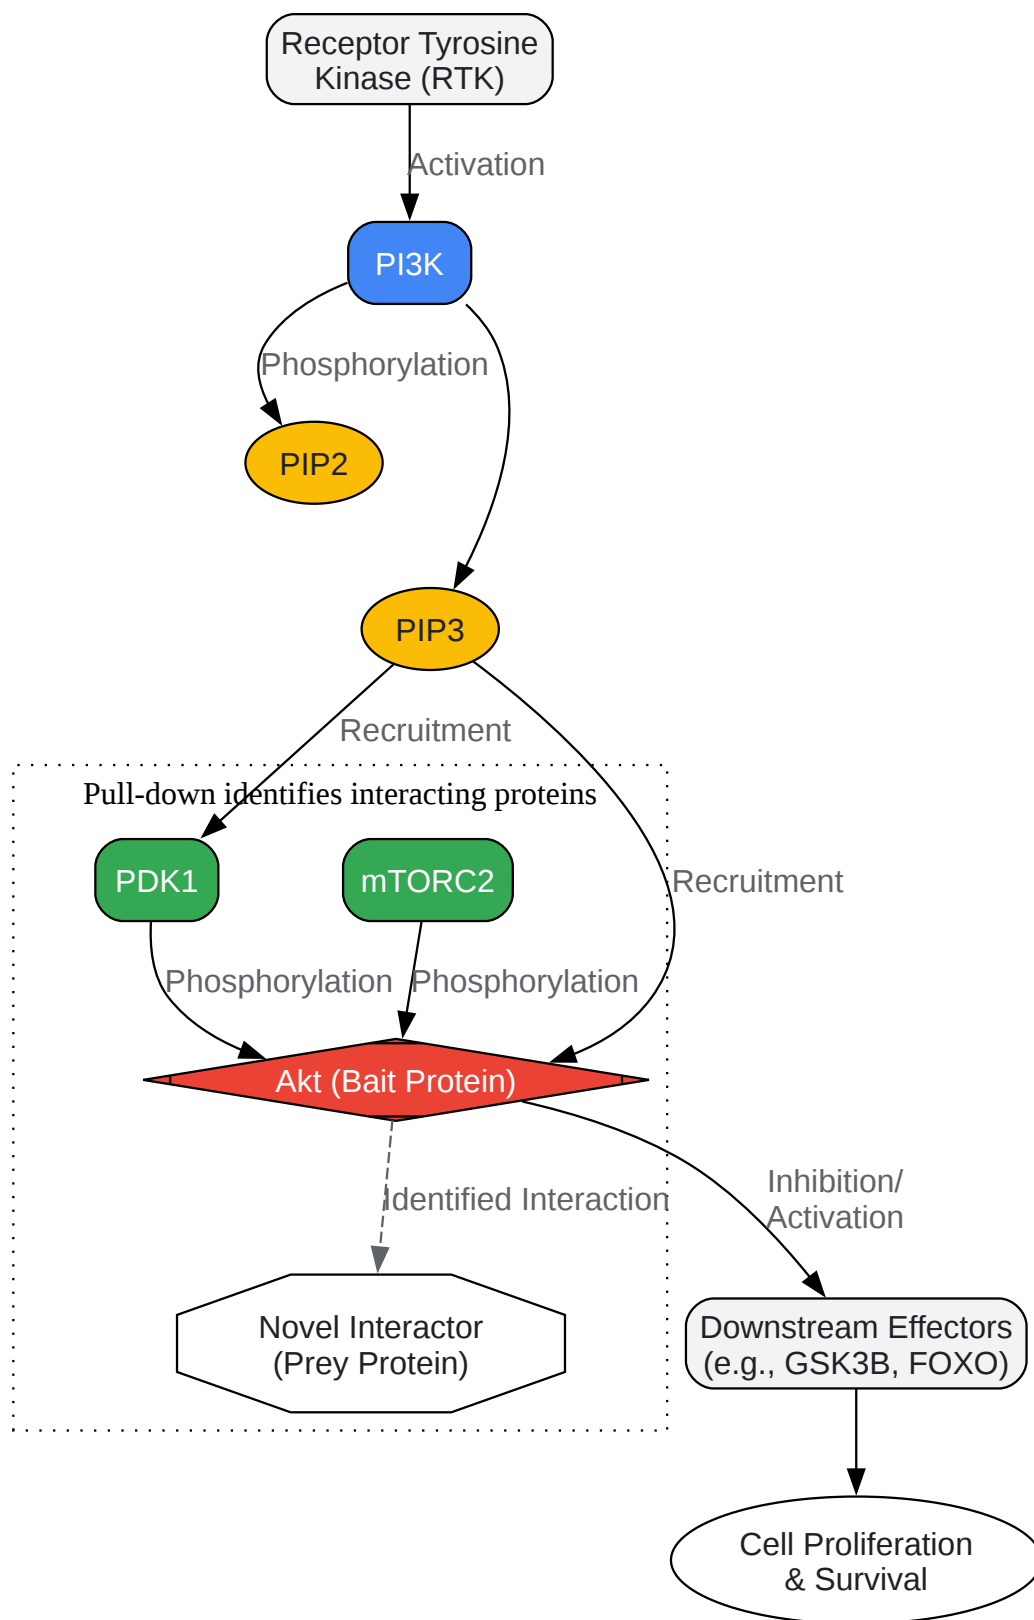 Receptor Tyrosine
Kinase (RTK)
Activation
PI3K
Phosphorylation
PIP2
PIP3
Recruitment
Pull-down identifies interacting proteins
PDK1
mTORC2
Recruitment
Phosphorylation
Phosphorylation
Akt (Bait Protein)
Identified Interaction
Inhibition/
Activation
Novel Interactor
(Prey Protein)
Downstream Effectors
(e.g., GSK3B, FOXO)
Cell Proliferation
& Survival